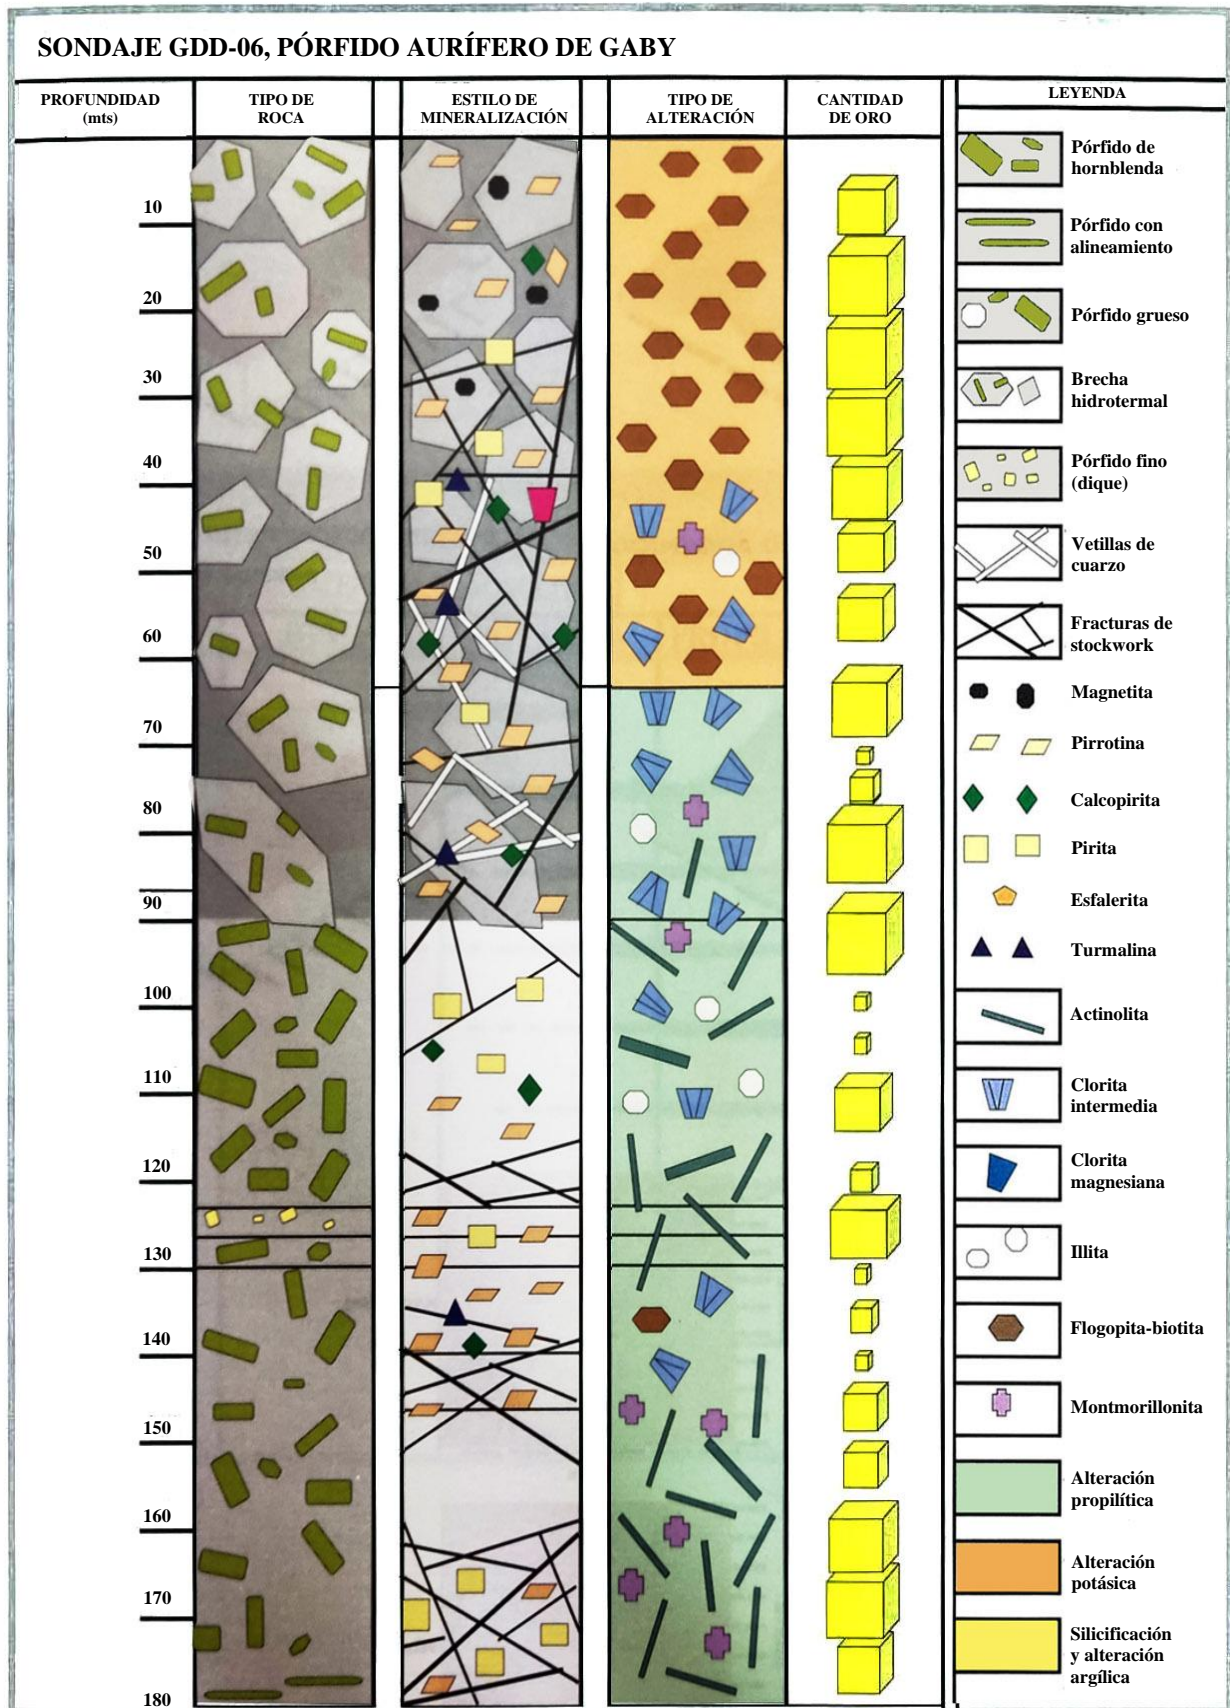 SONDAJE GDD-06, PÓRFIDO AURÍFERO DE GABY
PROFUNDIDAD
(mts)
TIPO DE
ROCA
ESTILO DE
MINERALIZACIÓN
TIPO DE
ALTERACIÓN
CANTIDAD
DE ORO
LEYENDA
10
20
30
40
50
60
70
80
90
100
110
120
130
140
150
160
170
180
Pórfido de
hornblenda
Pórfido con
alineamiento
Pórfido grueso
Brecha
hidrotermal
Pórfido fino
(dique)
Vetillas de
cuarzo
Fracturas de
stockwork
Magnetita
Pirrotina
Calcopirita
Pirita
Esfalerita
Turmalina
Actinolita
Clorita
intermedia
Clorita
magnesiana
Illita
Flogopita-biotita
Montmorillonita
Alteración
propilítica
Alteración
potásica
Silicificación
y alteración
argílica